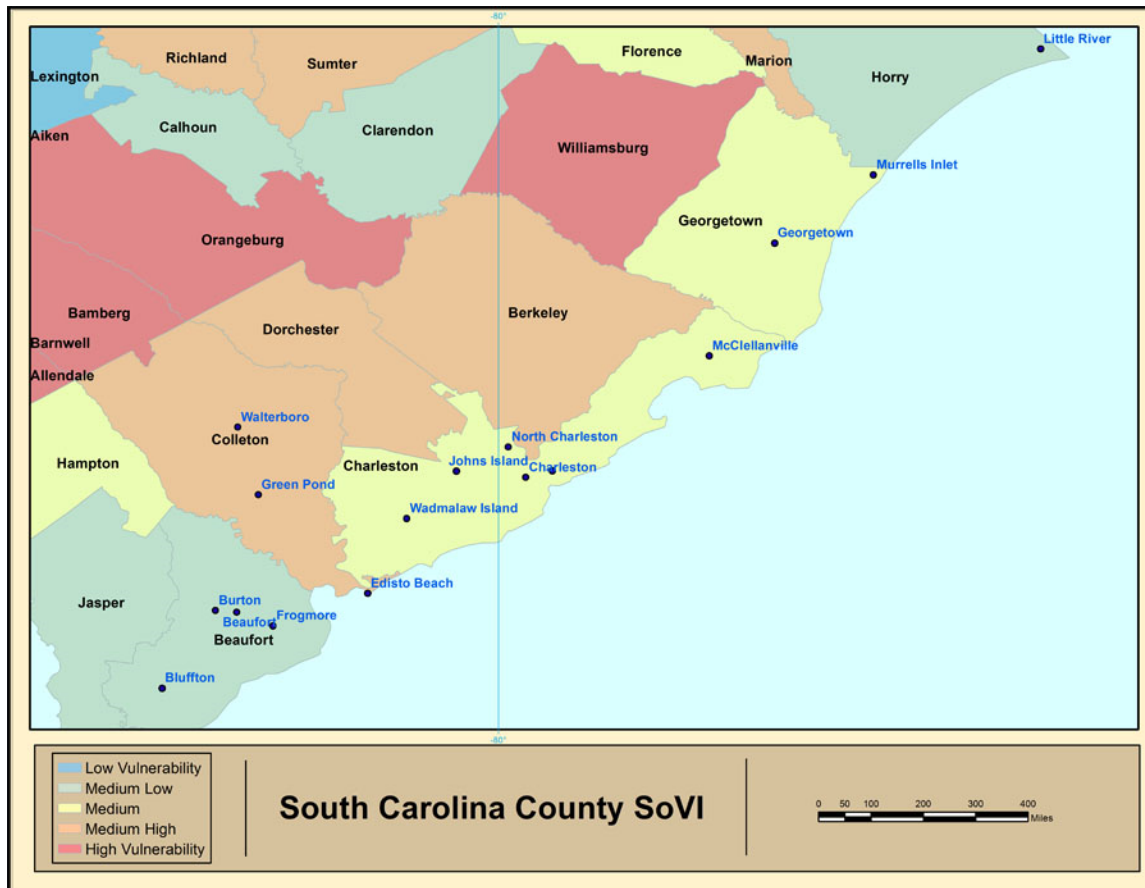 -80°
Little River
Florence
Richland
Marion
Sumter
Lexington
Horry
Calhoun
Clarendon
Aiken
Williamsburg
Murrells Inlet
Georgetown
Georgetown
Orangeburg
Bamberg
Berkeley
Dorchester
Barnwell
McClellanville
Allendale
Walterboro
Colleton
North Charleston
Hampton
Johns Island
Charleston
Charleston
Green Pond
Wadmalaw Island
Edisto Beach
Jasper
Burton
Frogmore
Beaufort
Beaufort
Bluffton
-80°
Low Vulnerability
Medium Low
Medium
Medium High
High Vulnerability
South Carolina County SoVI
0 50 100 200 300 400
Miles